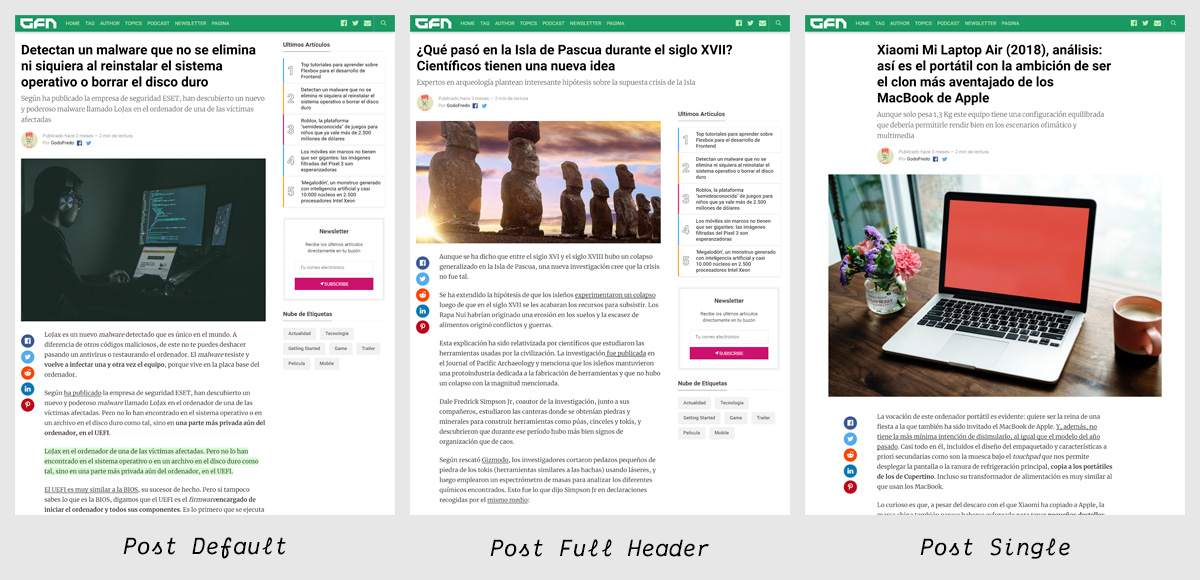 GFN HOME TAG AUTHOR TOPICS PODCAST NEWSLETTER PAGINA
Detectan un malware que no se elimina
ni siquiera al reinstalar el sistema
operativo o borrar el disco duro
Según ha publicado la empresa de seguridad ESET, han descubierto un nuevo
y poderoso malware llamado LoJax en el ordenador de una de las víctimas
afectadas
Publicado hace 2 meses — 2 min de lectura
Por GodoFredo
LoJax es un nuevo malware detectado que es único en el mundo. A
diferencia de otros códigos maliciosos, de este no te puedes deshacer
pasando un antivirus o restaurando el ordenador. El malware resiste y
vuelve a infectar una y otra vez el equipo, porque vive en la placa base del
ordenador.
Según ha publicado la empresa de seguridad ESET, han descubierto un
nuevo y poderoso malware llamado LoJax en el ordenador de una de las
víctimas afectadas. Pero no lo han encontrado en el sistema operativo o en
un archivo en el disco duro como tal, sino en una parte más privada aún del
ordenador, en el UEFI.
LoJax en el ordenador de una de las víctimas afectadas. Pero no lo han
encontrado en el sistema operativo o en un archivo en el disco duro como
tal, sino en una parte más privada aún del ordenador, en el UEFI.
El UEFI es muy similar a la BIOS, su sucesor de hecho. Pero si tampoco
sabes lo que es la BIOS, digamos que el UEFI es el firmware encargado de
iniciar el ordenador y todos sus componentes. Es lo primero que se ejecuta
Ultimos Artículos
1
Top tutoriales para aprender sobre
Flexbox para el desarrollo de
Frontend
2
Detectan un malware que no se
elimina ni siquiera al reinstalar el
sistema operativo o borrar el disco
duro
3
Roblox, la plataforma
"semidesconocida" de juegos para
niños que ya vale más de 2.500
millones de dólares
4
Los móviles sin marcos no tienen
que ser gigantes: las imágenes
filtradas del Pixel 3 son
esperanzadoras
5
'Megalodón', un monstruo generado
con inteligencia artificial y casi
10.000 núcleos en 2.500
procesadores Intel Xeon
Newsletter
Recibe los últimos artículos
directamente en tu buzón
Tu correo electrónico
SUBSCRIBE
Nube de Etiquetas
Actualidad Tecnologia
Getting Started Game Trailer
Pelicula Mobile
Post Default
GFN HOME TAG AUTHOR TOPICS PODCAST NEWSLETTER PAGINA
¿Qué pasó en la Isla de Pascua durante el siglo XVII?
Científicos tienen una nueva idea
Expertos en arqueología plantean interesante hipótesis sobre la supuesta crisis de la Isla
Publicado hace 3 meses — 2 min de lectura
Por GodoFredo
Aunque se ha dicho que entre el siglo XVI y el siglo XVIII hubo un colapso
generalizado en la Isla de Pascua, una nueva investigación cree que la crisis
no fue tal.
Se ha extendido la hipótesis de que los isleños experimentaron un colapso
luego de que en el siglo XVII se les acabaran los recursos para subsistir. Los
Rapa Nui habrían originado una erosión en los suelos y la escasez de
alimentos originó conflictos y guerras.
Esta explicación ha sido relativizada por científicos que estudiaron las
herramientas usadas por la civilización. La investigación fue publicada en
el Journal of Pacific Archaeology y menciona que los isleños mantuvieron
una protoindustria dedicada a la fabricación de herramientas y que no hubo
un colapso con la magnitud mencionada.
Dale Fredrick Simpson Jr, coautor de la investigación, junto a sus
compañeros, estudiaron las canteras donde se obtenían piedras y
minerales para construir herramientas como púas, cinceles y tokis, y
descubrieron que durante ese período hubo más bien signos de
organización que de caos.
Según rescató Gizmodo, los investigadores cortaron pedazos pequeños de
piedra de los tokis (herramientas similares a las hachas) usando láseres, y
luego emplearon un espectrómetro de masas para analizar los diferentes
químicos encontrados. Esto fue lo que dijo Simpson Jr en declaraciones
recogidas por el mismo medio:
Ultimos Artículos
1
Top tutoriales para aprender sobre
Flexbox para el desarrollo de
Frontend
2
Detectan un malware que no se
elimina ni siquiera al reinstalar el
sistema operativo o borrar el disco
duro
3
Roblox, la plataforma
"semidesconocida" de juegos para
niños que ya vale más de 2.500
millones de dólares
4
Los móviles sin marcos no tienen
que ser gigantes: las imágenes
filtradas del Pixel 3 son
esperanzadoras
5
'Megalodón', un monstruo generado
con inteligencia artificial y casi
10.000 núcleos en 2.500
procesadores Intel Xeon
Newsletter
Recibe los últimos artículos
directamente en tu buzón
Tu correo electrónico
SUBSCRIBE
Nube de Etiquetas
Actualidad Tecnologia
Getting Started Game Trailer
Pelicula Mobile
Post Full Header
GFN HOME TAG AUTHOR TOPICS PODCAST NEWSLETTER PAGINA
Xiaomi Mi Laptop Air (2018), análisis:
así es el portátil con la ambición de ser
el clon más aventajado de los
MacBook de Apple
Aunque solo pesa 1,3 Kg este equipo tiene una configuración equilibrada
que debería permitirle rendir bien en los escenarios ofimático y
multimedia
Publicado hace 3 meses — 2 min de lectura
Por GodoFredo
La vocación de este ordenador portátil es evidente: quiere ser la reina de una
fiesta a la que también ha sido invitado el MacBook de Apple. Y, además, no
tiene la más mínima intención de disimularlo, al igual que el modelo del año
pasado. Casi todo en él, incluidos el diseño del empaquetado y características a
priori secundarias como son la muesca bajo el touchpad que nos permite
desplegar la pantalla o la ranura de refrigeración principal, copia a los portátiles
de los de Cupertino. Incluso su transformador de alimentación es muy similar al
que usan los MacBook.
Lo curioso es que, a pesar del descaro con el que Xiaomi ha copiado a Apple, la
Post Single